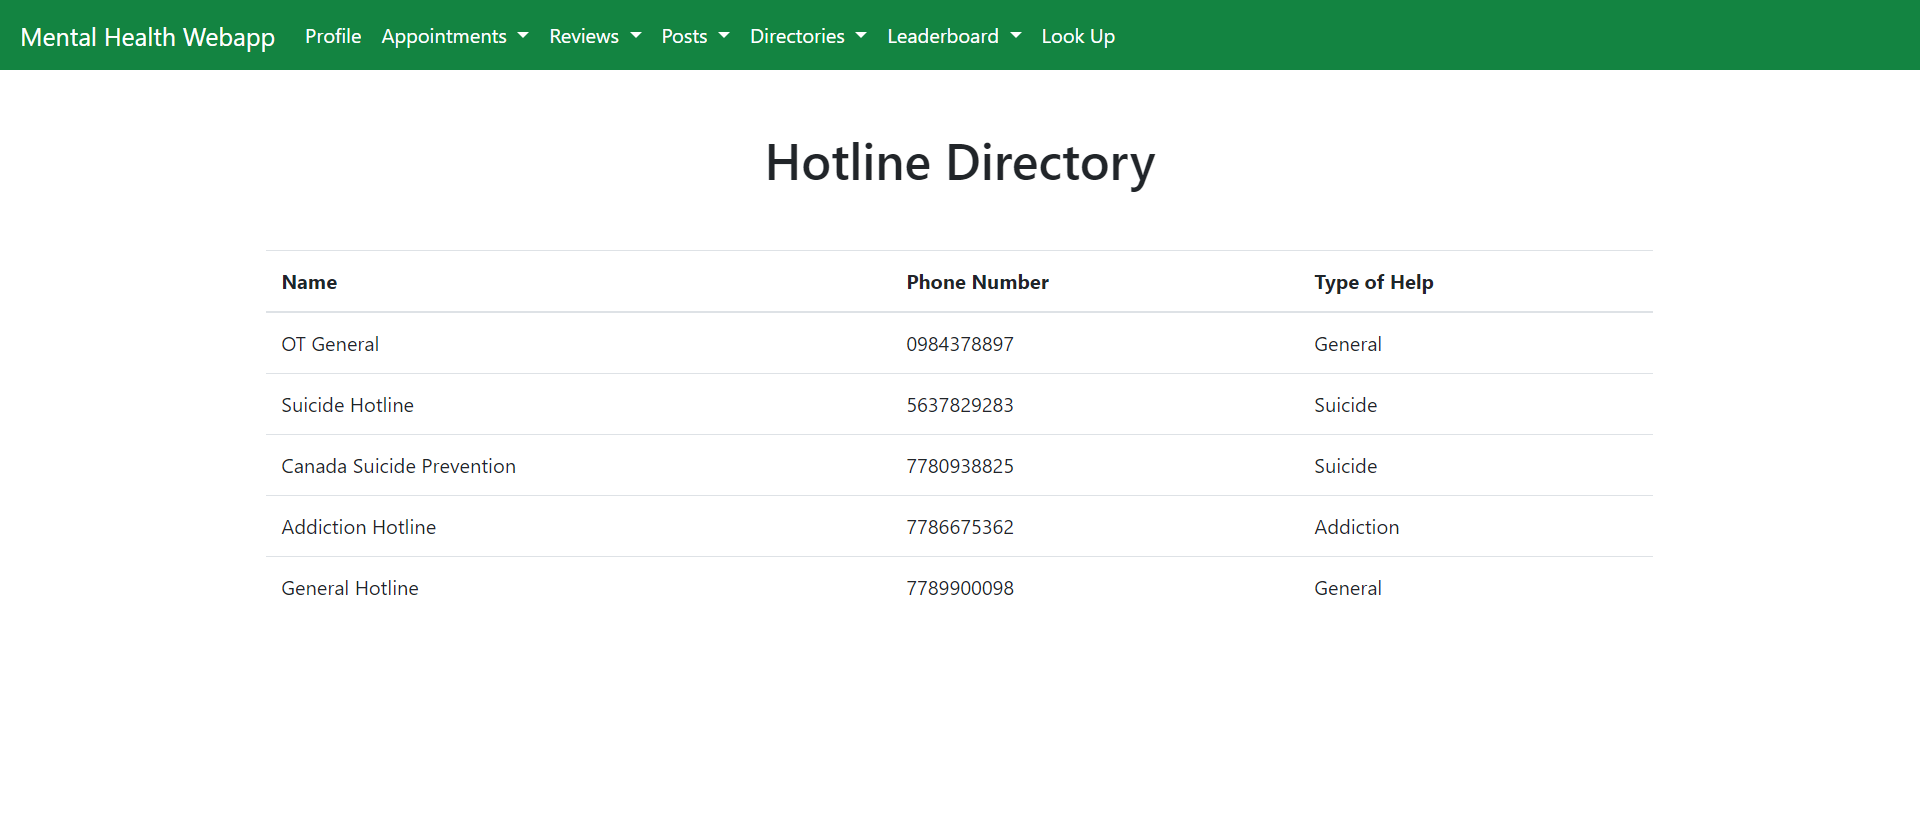 Mental Health Webapp Profile Appointments Reviews Posts Directories Leaderboard Look Up
Hotline Directory
Name Phone Number Type of Help
OT General 0984378897 General
Suicide Hotline 5637829283 Suicide
Canada Suicide Prevention 7780938825 Suicide
Addiction Hotline 7786675362 Addiction
General Hotline 7789900098 General